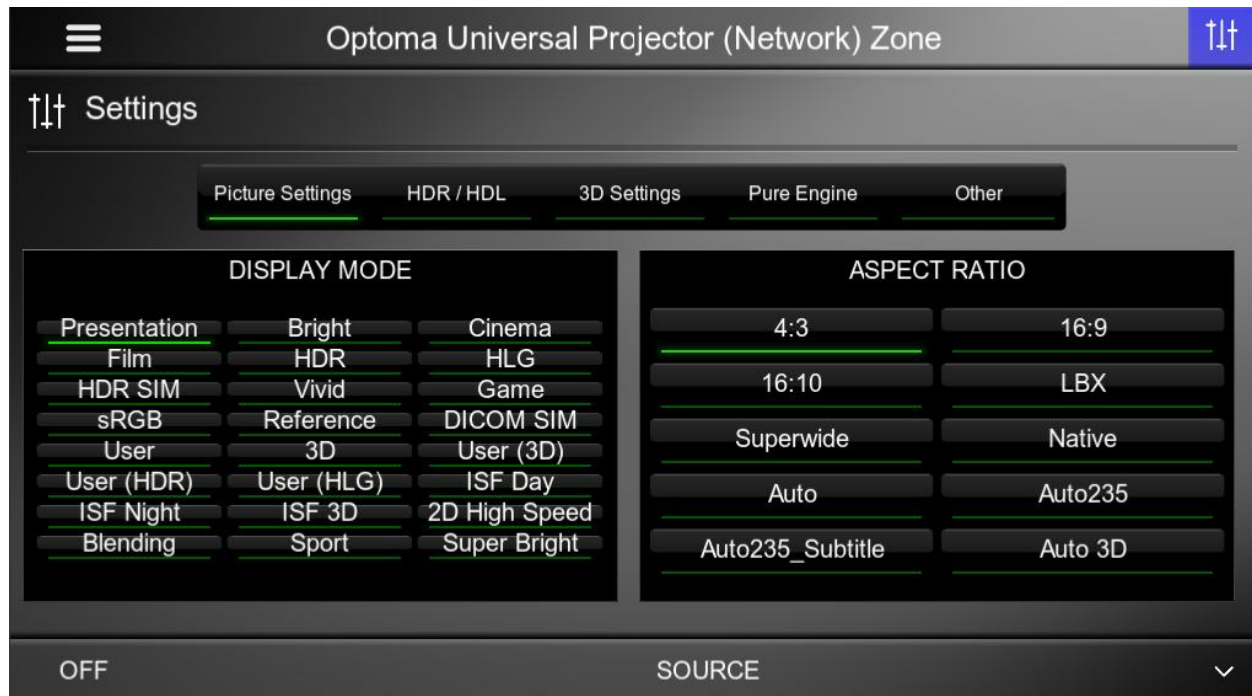 Optoma Universal Projector (Network) Zone
Settings
Picture Settings HDR / HDL 3D Settings Pure Engine Other
DISPLAY MODE
Presentation Bright Cinema
Film HDR HLG
HDR SIM Vivid Game
sRGB Reference DICOM SIM
User 3D User (3D)
User (HDR) User (HLG) ISF Day
ISF Night ISF 3D 2D High Speed
Blending Sport Super Bright
ASPECT RATIO
4:3 16:9
16:10 LBX
Superwide Native
Auto Auto235
Auto235_Subtitle Auto 3D
OFF SOURCE